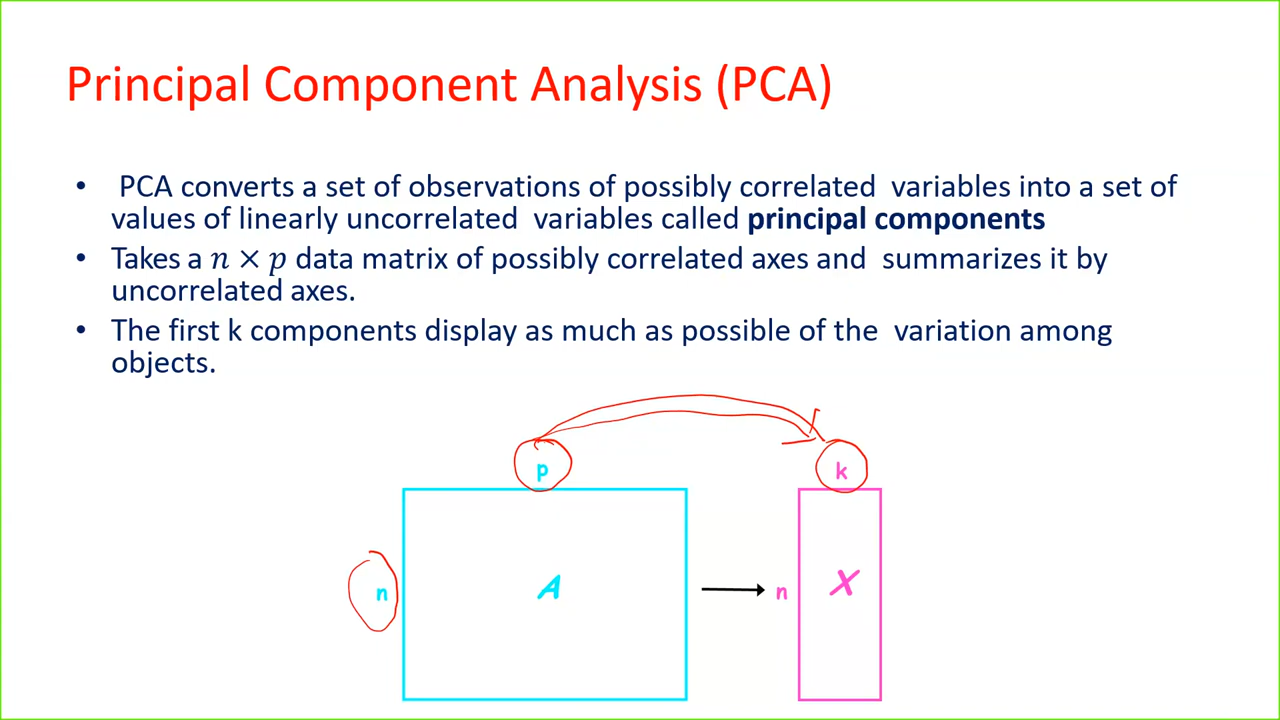 Principal Component Analysis (PCA)
• PCA converts a set of observations of possibly correlated variables into a set of
values of linearly uncorrelated variables called principal components
• Takes a n × p data matrix of possibly correlated axes and summarizes it by
uncorrelated axes.
• The first k components display as much as possible of the variation among
objects.
p
k
n
A
n
X